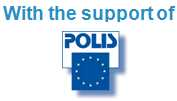 With the support of
POLIS